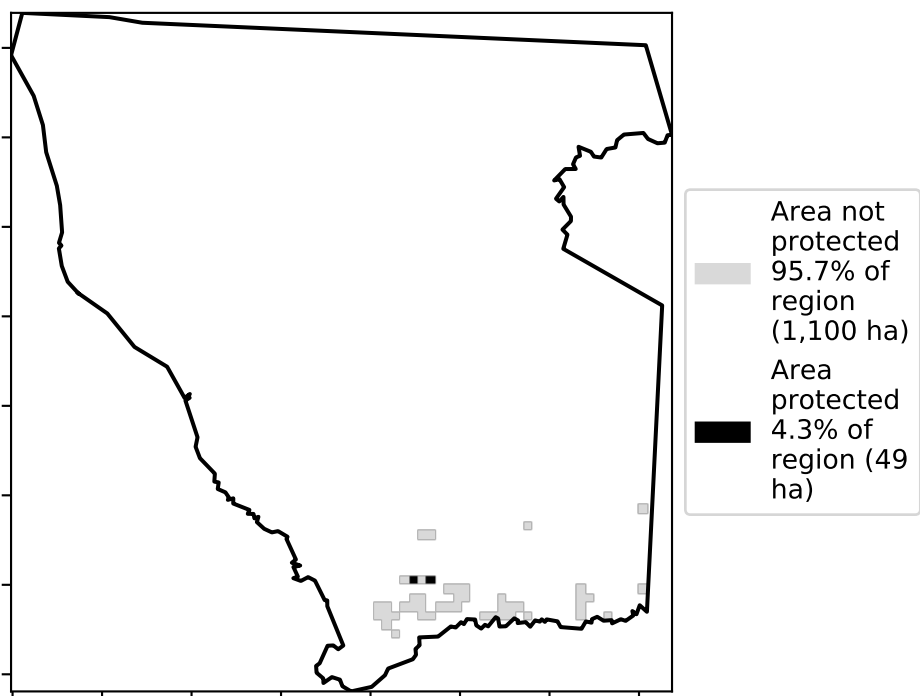 Area not
protected
95.7% of
region
(1,100 ha)
Area
protected
4.3% of
region (49
ha)